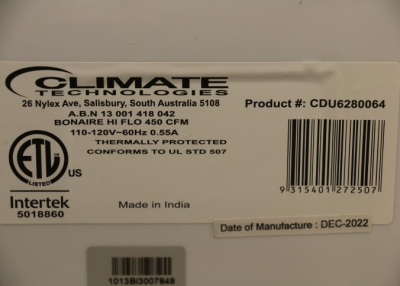 CLIMATE
TECHNOLOGIES
26 Nylex Ave, Salisbury, South Australia 5108
A.B.N 13 001 418 042
BONAIRE HI FLO 450 CFM
110-120V~60Hz 0.55A
THERMALLY PROTECTED
CONFORMS TO UL STD 507
ETL
LISTED
US
Intertek
5018860
Product #: CDU6280064
9 315401 272507
Made in India
Date of Manufacture : DEC-2022
1013BI3007848